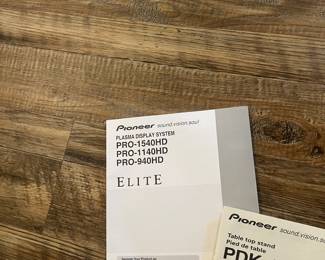 Pioneer sound.vision.soul
PLASMA DISPLAY SYSTEM
PRO-1540HD
PRO-1140HD
PRO-940HD
ELITE
Pioneer sound.vision.soul
Table top stand
Pied de table
PDK